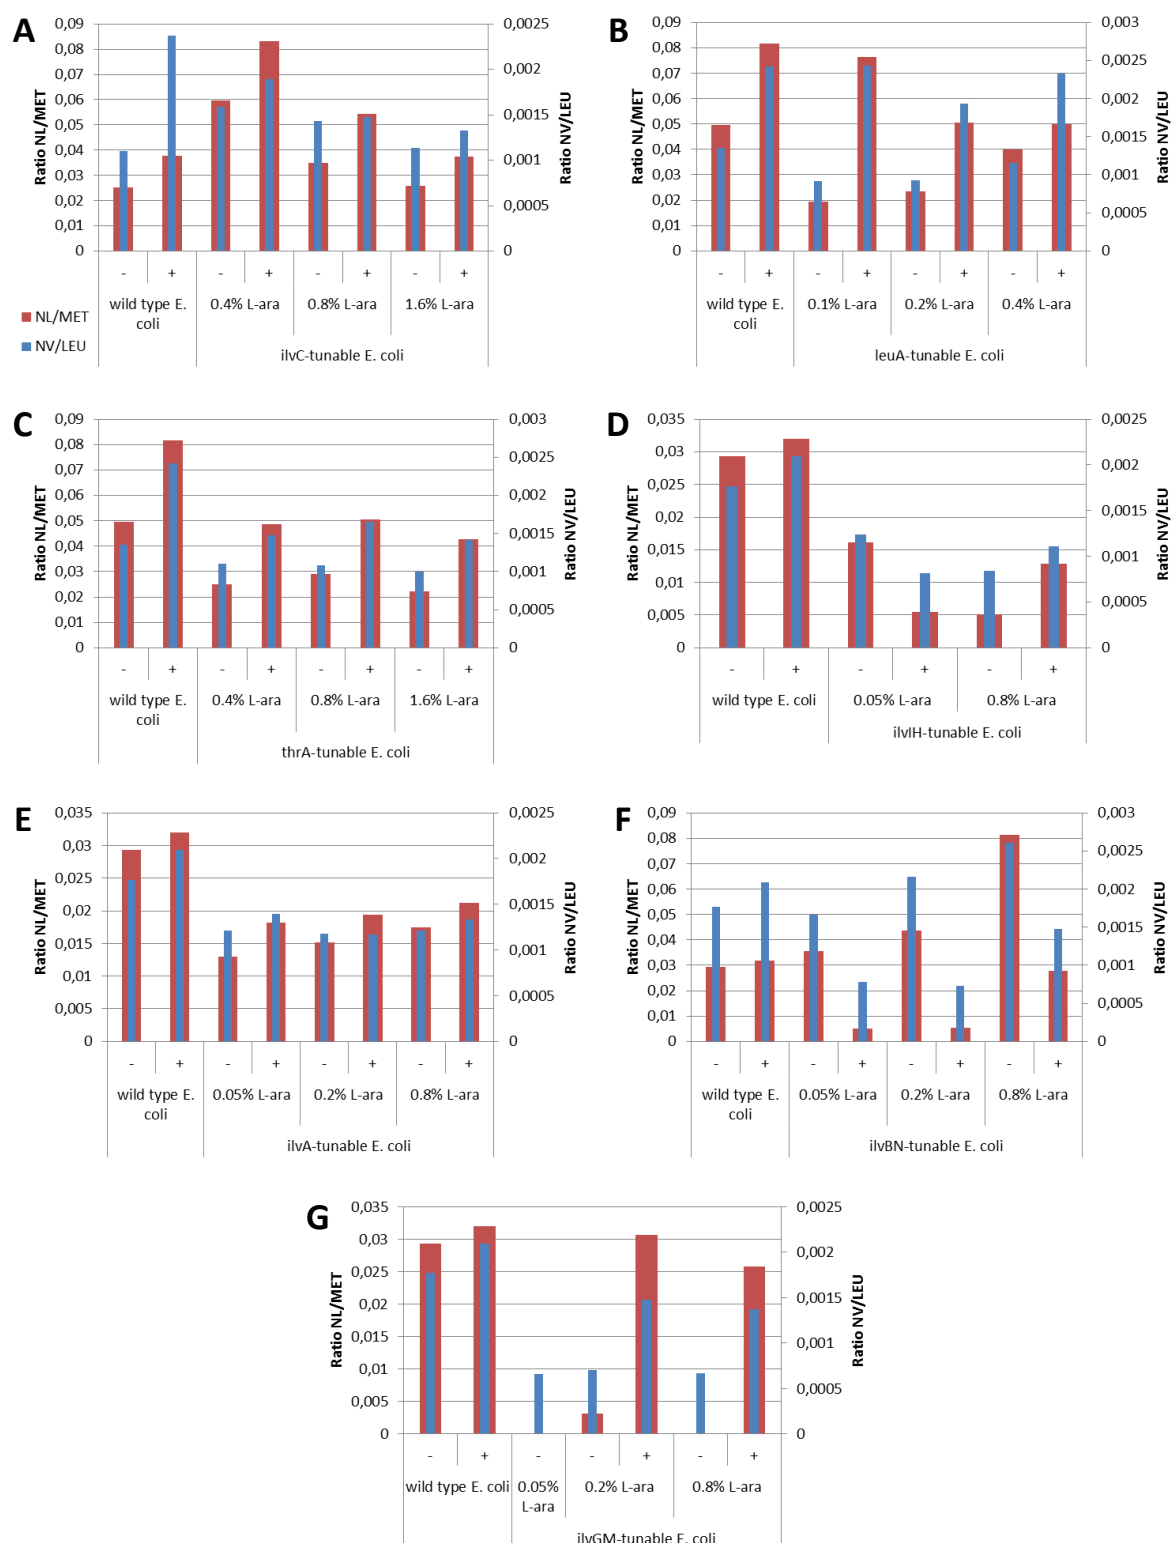 A
Ratio NL/MET
0,09
0,08
0,07
0,06
0,05
0,04
0,03
0,02
0,01
0
0,0025
0,002
0,0015
0,001
0,0005
0
Ratio NV/LEU
- + - + - + - +
wild type E. coli 0.4% L-ara 0.8% L-ara 1.6% L-ara
ilvC-tunable E. coli
NL/MET
NV/LEU
B
Ratio NL/MET
0,09
0,08
0,07
0,06
0,05
0,04
0,03
0,02
0,01
0
0,003
0,0025
0,002
0,0015
0,001
0,0005
0
Ratio NV/LEU
- + - + - + - +
wild type E. coli 0.1% L-ara 0.2% L-ara 0.4% L-ara
leuA-tunable E. coli
C
Ratio NL/MET
0,09
0,08
0,07
0,06
0,05
0,04
0,03
0,02
0,01
0
0,003
0,0025
0,002
0,0015
0,001
0,0005
0
Ratio NV/LEU
- + - + - + - +
wild type E. coli 0.4% L-ara 0.8% L-ara 1.6% L-ara
thrA-tunable E. coli
D
Ratio NL/MET
0,035
0,03
0,025
0,02
0,015
0,01
0,005
0
0,0025
0,002
0,0015
0,001
0,0005
0
Ratio NV/LEU
- + - + - +
wild type E. coli 0.05% L-ara 0.8% L-ara
ilvIH-tunable E. coli
E
Ratio NL/MET
0,035
0,03
0,025
0,02
0,015
0,01
0,005
0
0,0025
0,002
0,0015
0,001
0,0005
0
Ratio NV/LEU
- + - + - + - +
wild type E. coli 0.05% L-ara 0.2% L-ara 0.8% L-ara
ilvA-tunable E. coli
F
Ratio NL/MET
0,09
0,08
0,07
0,06
0,05
0,04
0,03
0,02
0,01
0
0,003
0,0025
0,002
0,0015
0,001
0,0005
0
Ratio NV/LEU
- + - + - + - +
wild type E. coli 0.05% L-ara 0.2% L-ara 0.8% L-ara
ilvBN-tunable E. coli
G
Ratio NL/MET
0,035
0,03
0,025
0,02
0,015
0,01
0,005
0
0,0025
0,002
0,0015
0,001
0,0005
0
Ratio NV/LEU
- + - - + - +
wild type E. coli 0.05% L-ara 0.2% L-ara 0.8% L-ara
ilvGM-tunable E. coli